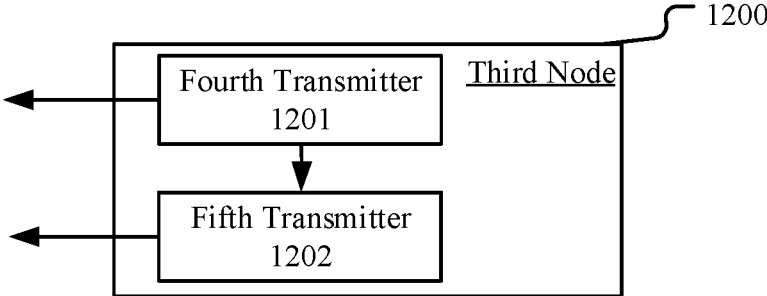 1200
Third Node
Fourth Transmitter
1201
Fifth Transmitter
1202